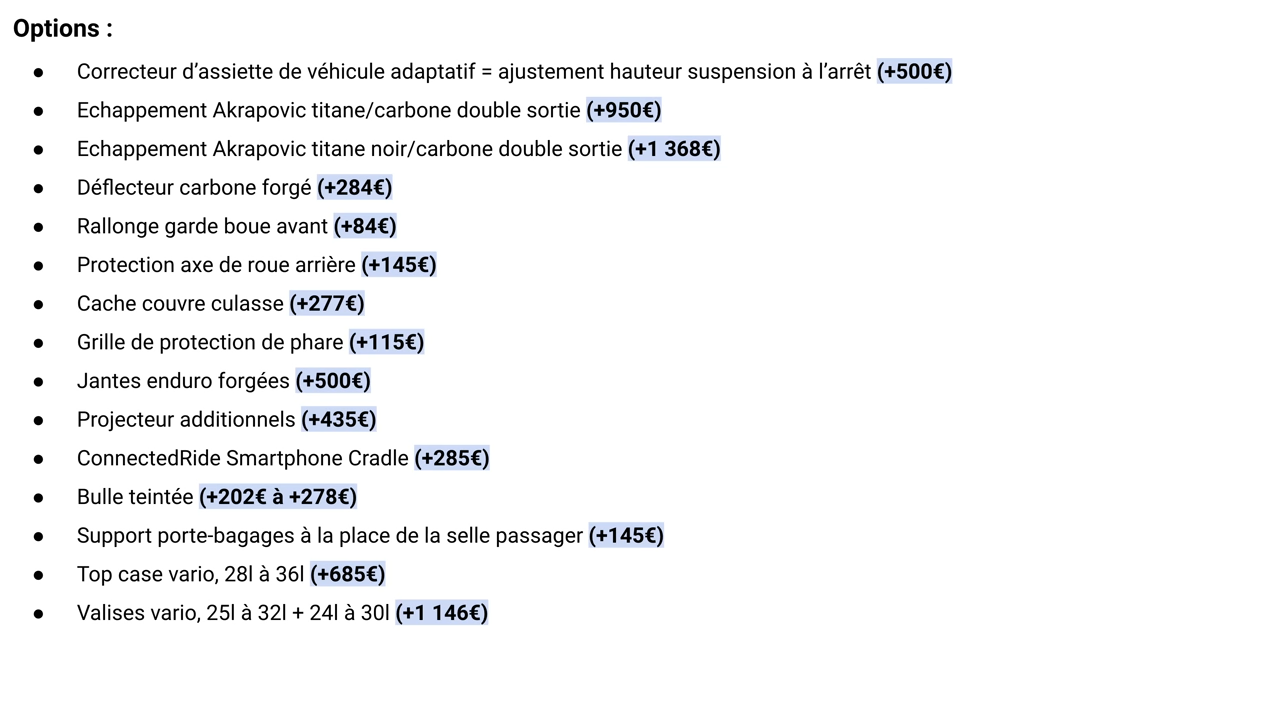 Options :
● Correcteur d’assiette de véhicule adaptatif = ajustement hauteur suspension à l’arrêt (+500€)
● Echappement Akrapovic titane/carbone double sortie (+950€)
● Echappement Akrapovic titane noir/carbone double sortie (+1 368€)
● Déflecteur carbone forgé (+284€)
● Rallonge garde boue avant (+84€)
● Protection axe de roue arrière (+145€)
● Cache couvre culasse (+277€)
● Grille de protection de phare (+115€)
● Jantes enduro forgées (+500€)
● Projecteur additionnels (+435€)
● ConnectedRide Smartphone Cradle (+285€)
● Bulle teintée (+202€ à +278€)
● Support porte-bagages à la place de la selle passager (+145€)
● Top case vario, 28l à 36l (+685€)
● Valises vario, 25l à 32l + 24l à 30l (+1 146€)